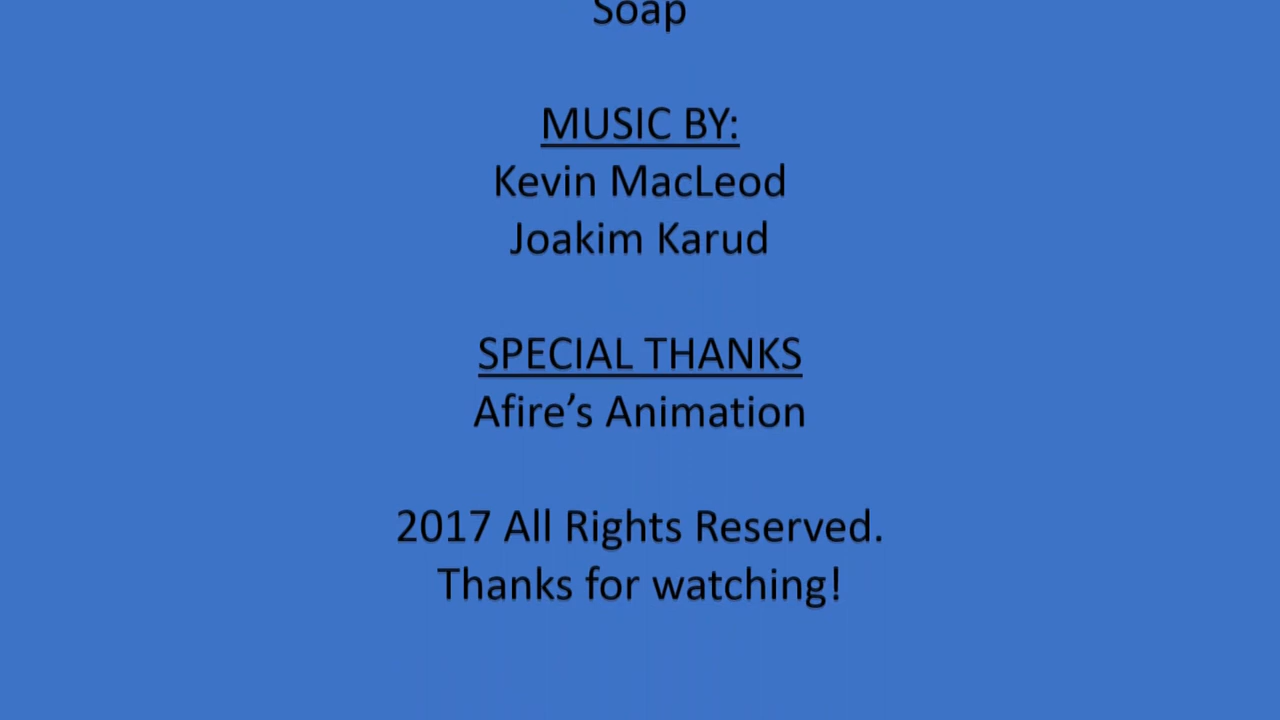 Soap
MUSIC BY:
Kevin MacLeod
Joakim Karud
SPECIAL THANKS
Afire’s Animation
2017 All Rights Reserved.
Thanks for watching!